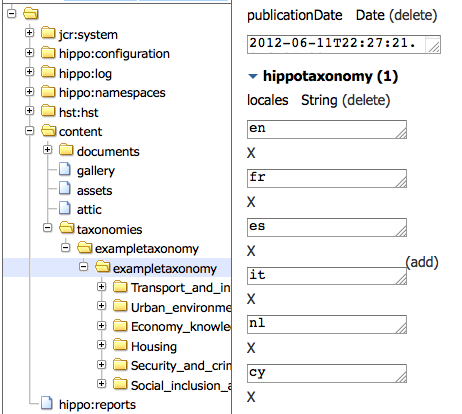 jcr:system
hippo:configuration
hippo:log
hippo:namespaces
hst:hst
content
documents
gallery
assets
attic
taxonomies
exampletaxonomy
exampletaxonomy
Transport_and_in
Urban_environme
Economy_knowle
Housing
Security_and_crin
Social_inclusion_a
hippo:reports
publicationDate Date (delete)
2012-06-11T22:27:21.
hippotaxonomy (1)
locales String (delete)
en
X
fr
X
es
X
(add)
it
X
nl
X
cy
X